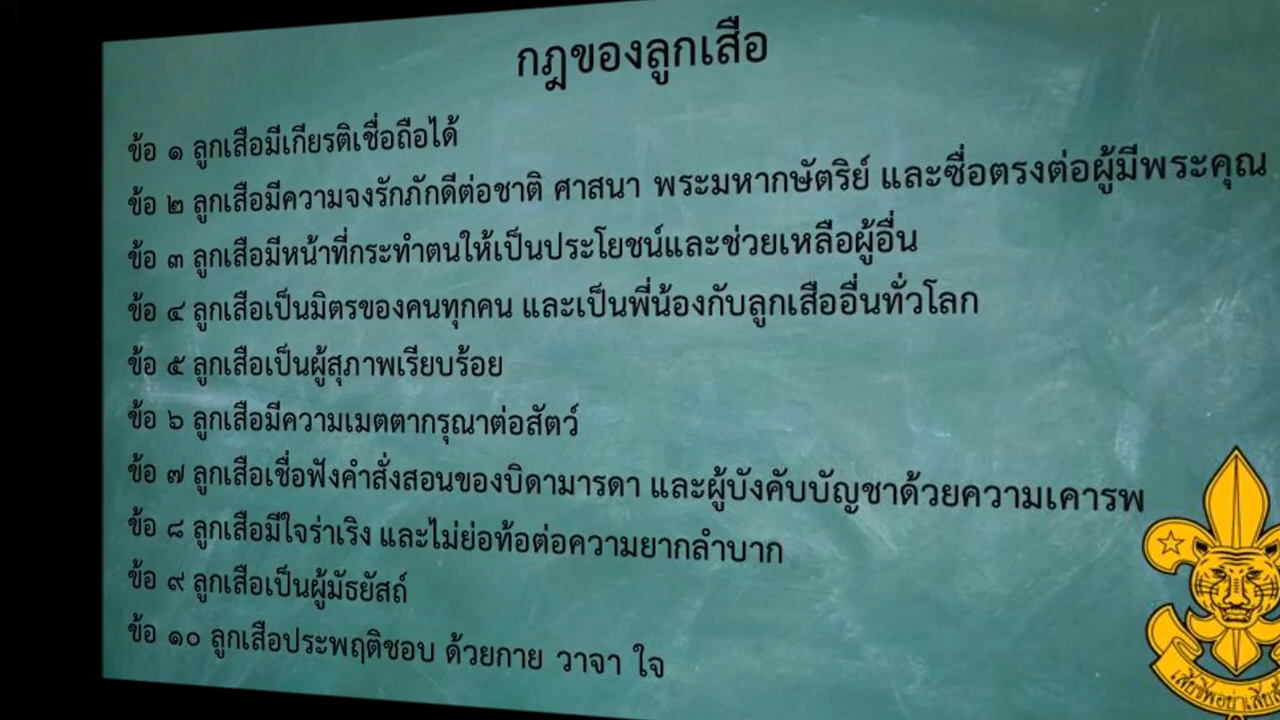 กฎของลูกเสือ
ข้อ ๑ ลูกเสือมีเกียรติเชื่อถือได้
ข้อ ๒ ลูกเสือมีความจงรักภักดีต่อชาติ ศาสนา พระมหากษัตริย์ และซื่อตรงต่อผู้มีพระคุณ
ข้อ ๓ ลูกเสือมีหน้าที่กระทำตนให้เป็นประโยชน์และช่วยเหลือผู้อื่น
ข้อ ๔ ลูกเสือเป็นมิตรของคนทุกคน และเป็นพี่น้องกับลูกเสืออื่นทั่วโลก
ข้อ ๕ ลูกเสือเป็นผู้สุภาพเรียบร้อย
ข้อ ๖ ลูกเสือมีความเมตตากรุณาต่อสัตว์
ข้อ ๗ ลูกเสือเชื่อฟังคำสั่งสอนของบิดามารดา และผู้บังคับบัญชาด้วยความเคารพ
ข้อ ๘ ลูกเสือมีใจร่าเริง และไม่ย่อท้อต่อความยากลำบาก
ข้อ ๙ ลูกเสือเป็นผู้มัธยัสถ์
ข้อ ๑๐ ลูกเสือประพฤติชอบ ด้วยกาย วาจา ใจ
เสียชีพอย่าเสีย